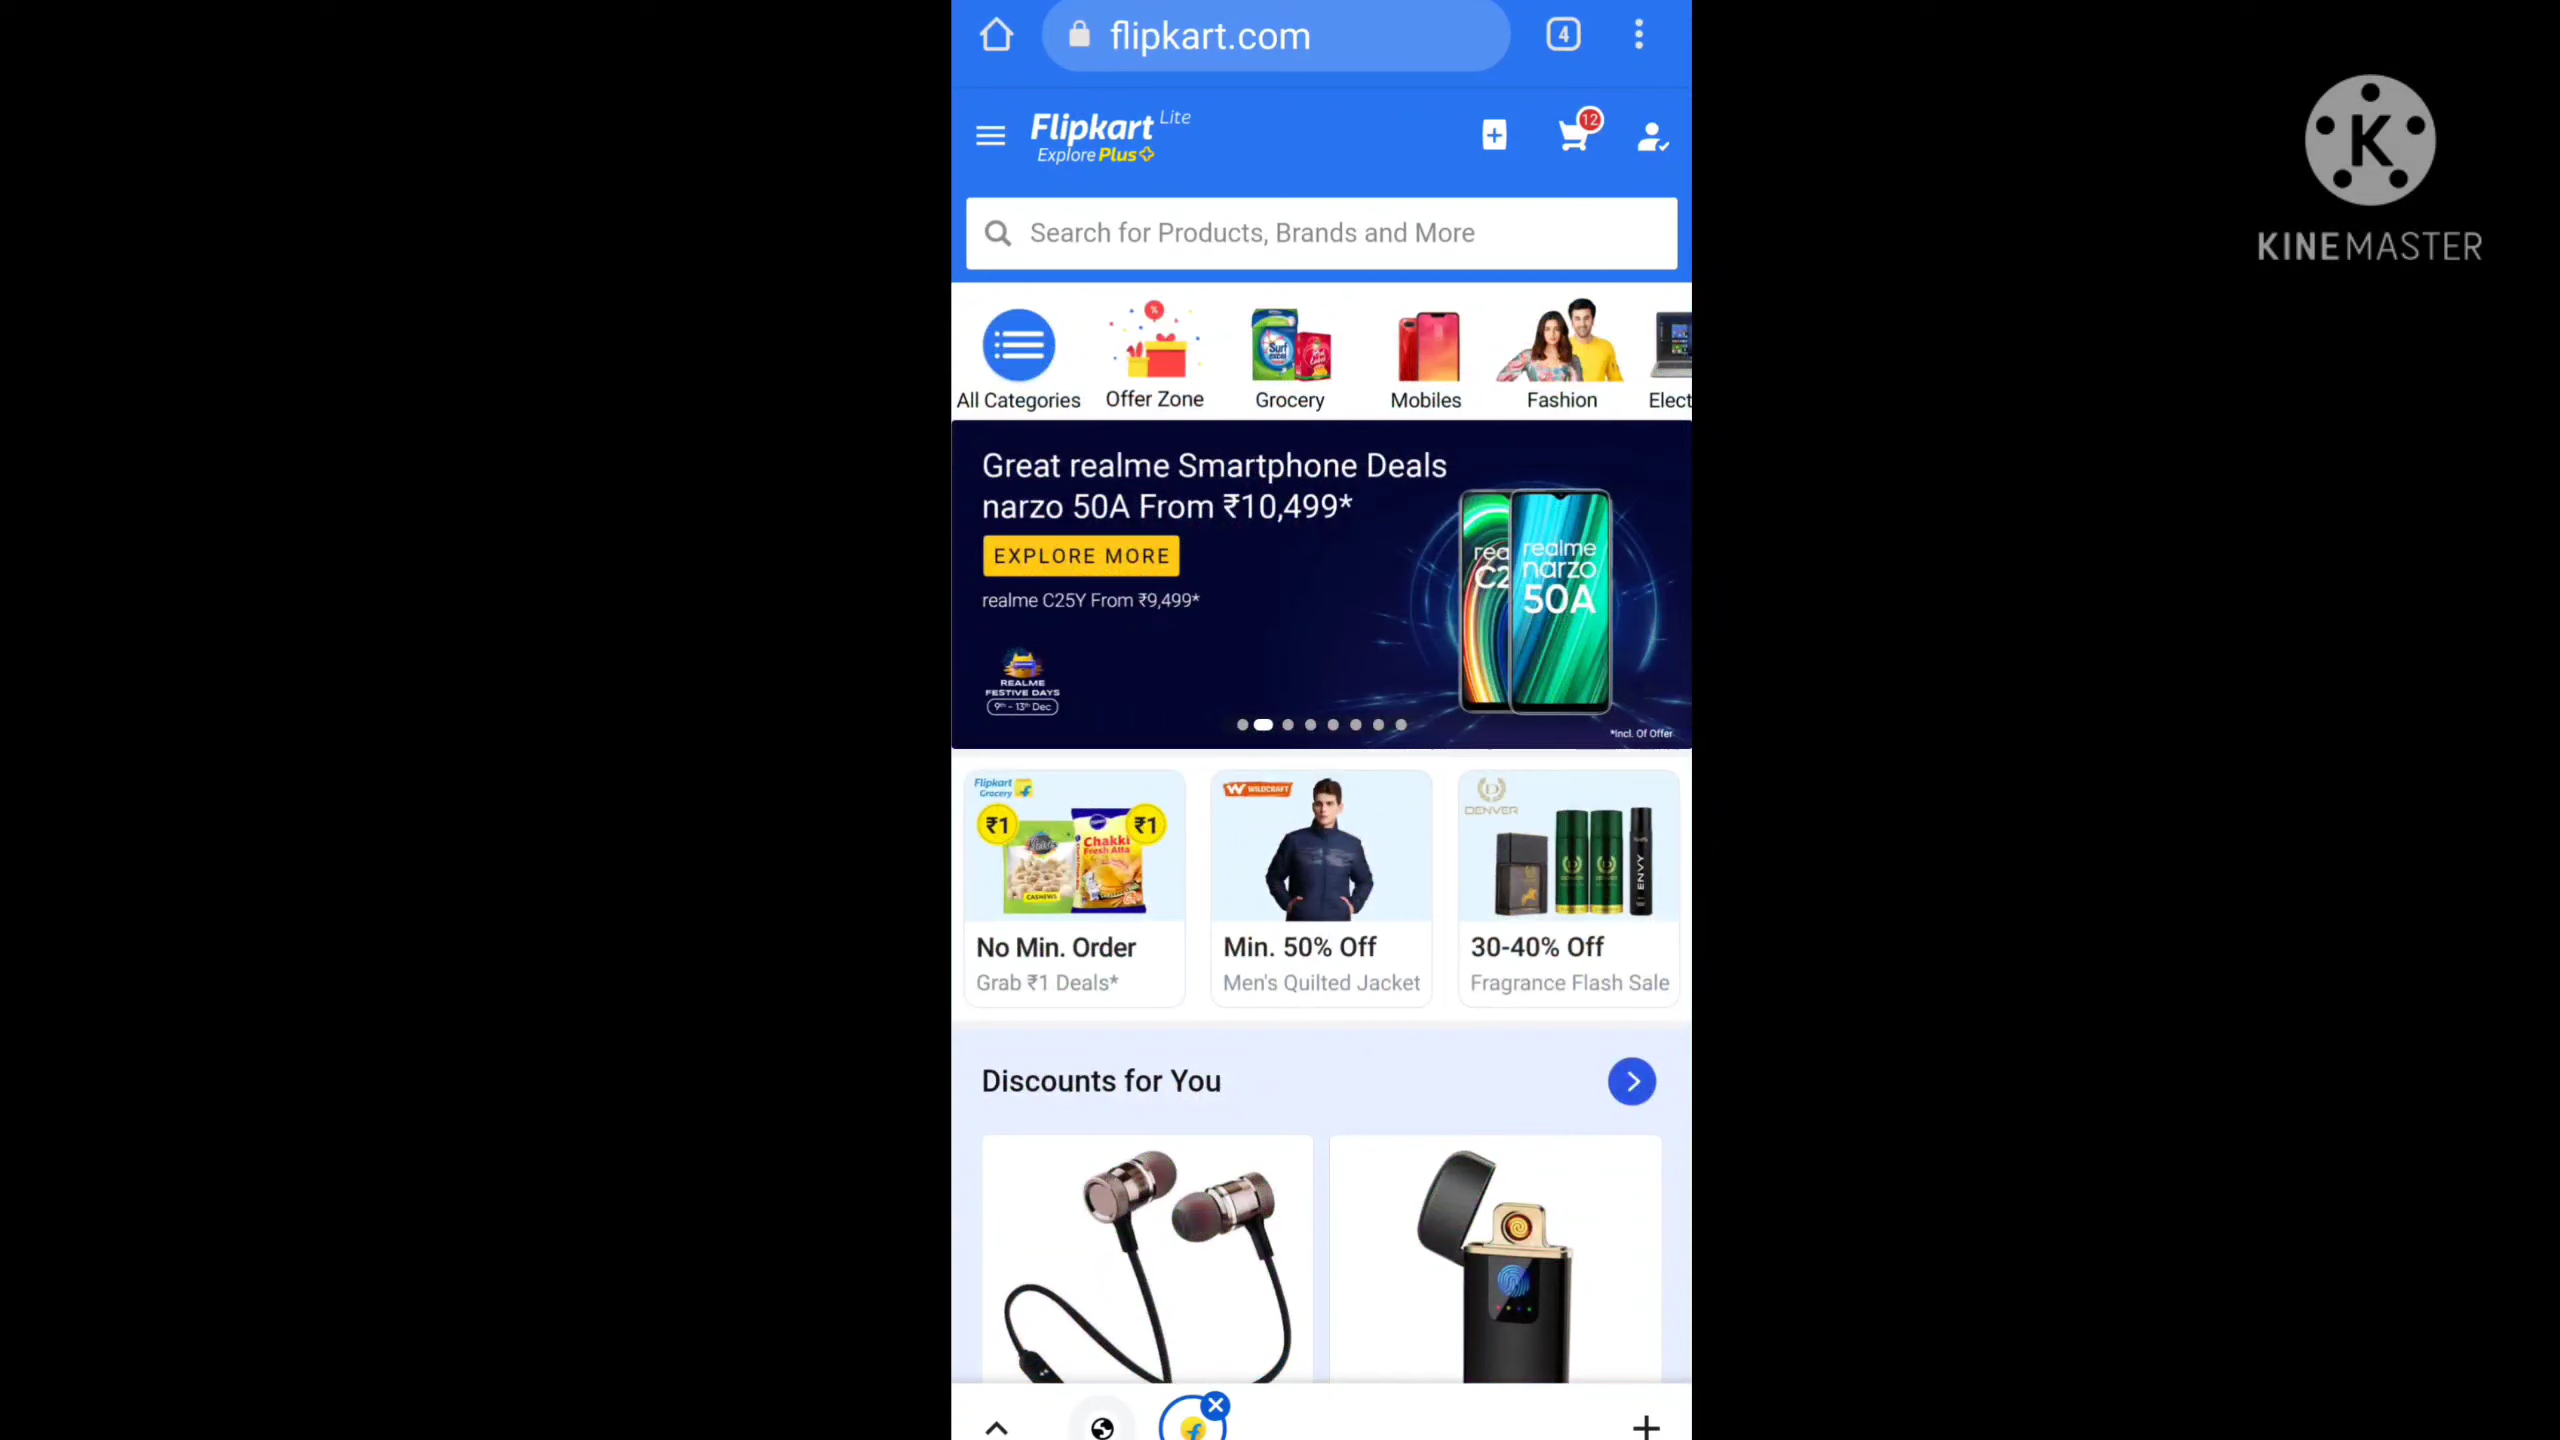 flipkart.com
4
Flipkart Lite
Explore Plus
12
Search for Products, Brands and More
K
KINEMASTER
%
Surf excel
All Categories
Offer Zone
Grocery
Mobiles
Fashion
Elect
Great realme Smartphone Deals
narzo 50A From ₹10,499*
EXPLORE MORE
realme C25Y From ₹9,499*
rea
C2
realme
narzo
50A
REALME
FESTIVE DAYS
9th - 13th Dec
*Incl. Of Offer
Flipkart
Grocery
₹1
₹1
Chakki
Fresh Atta
CASHEWS
WILDCRAFT
D
DENVER
ENVY
No Min. Order
Grab ₹1 Deals*
Min. 50% Off
Men's Quilted Jacket
30-40% Off
Fragrance Flash Sale
Discounts for You